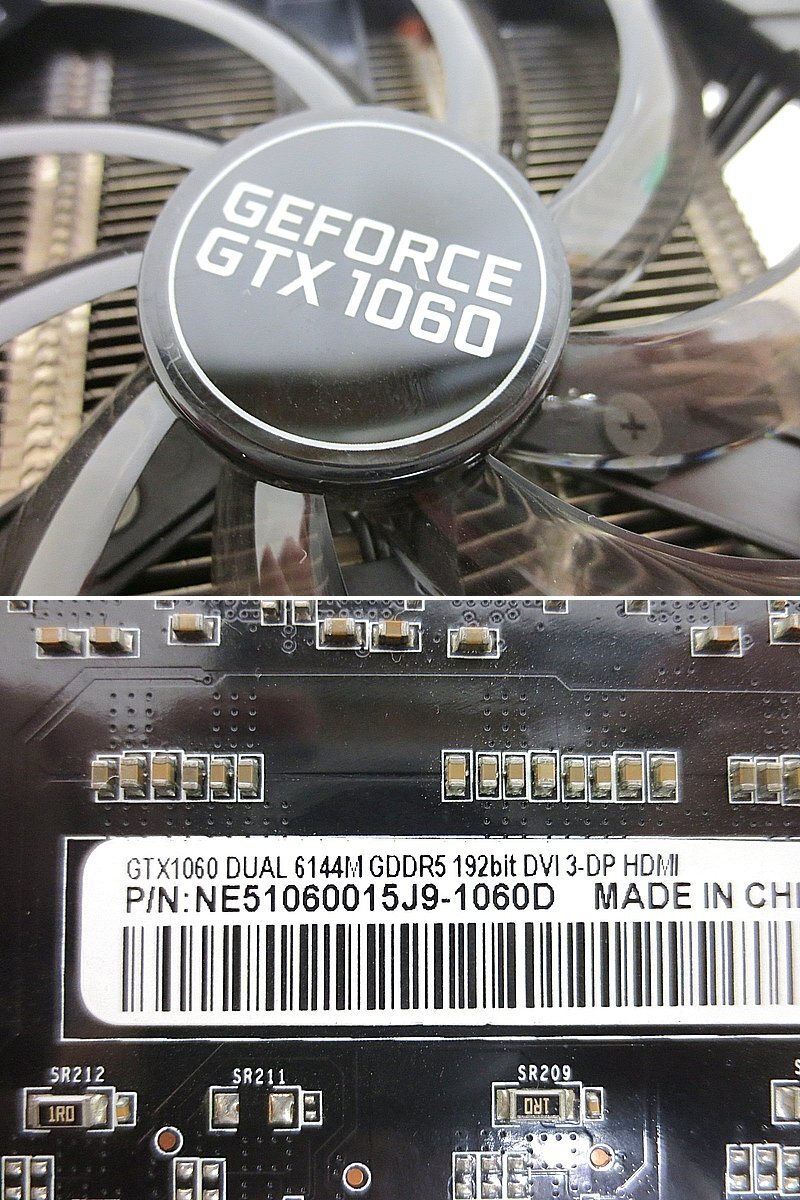 GEFORCE
GTX 1060
GTX1060 DUAL 6144M GDDR5 192bit DVI 3-DP HDMI
P/N:NE51060015J9-1060D MADE IN CHI
SR212
SR211
SR209
1R0
1R0